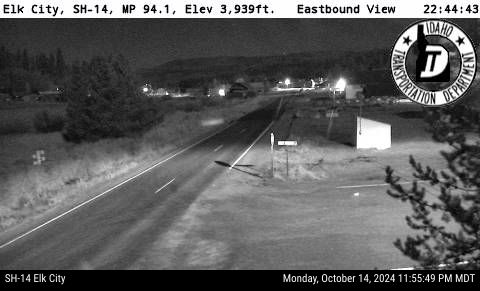 Elk City, SH-14, MP 94.1, Elev 3,939ft. Eastbound View 22:44:43
IDAHO
TRANSPORTATION DEPARTMENT
SH-14 Elk City Monday, October 14, 2024 11:55:49 PM MDT